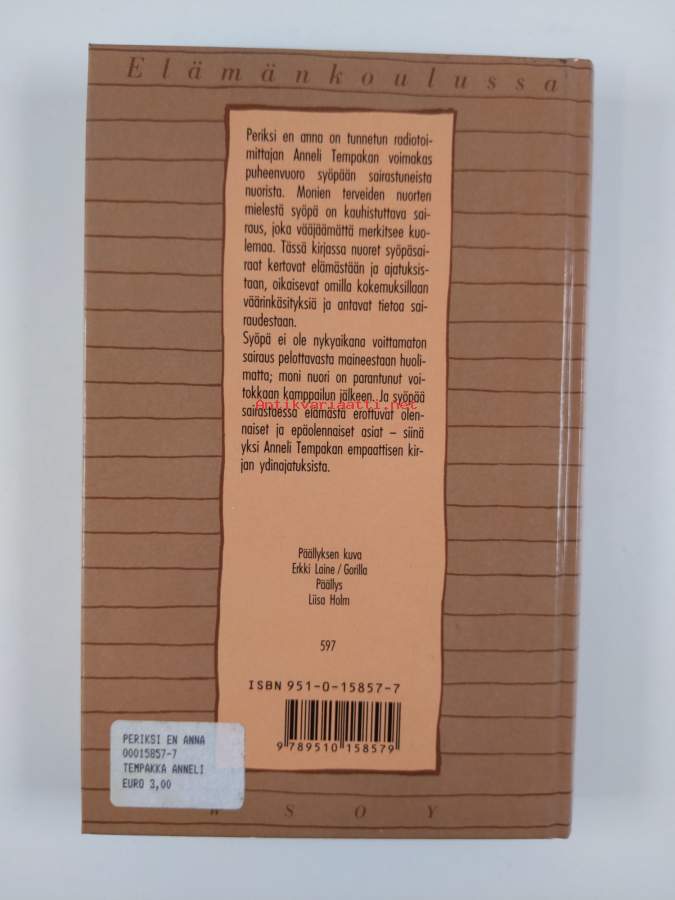 Elämänkoulussa
Periksi en anna on tunnetun radiotoi-
mittajan Anneli Tempakan voimakas
puheenvuoro syöpään sairastuneista
nuorista. Monien terveiden nuorten
mielestä syöpä on kauhistuttava sai-
raus, joka vääjäämättä merkitsee kuo-
lemaa. Tässä kirjassa nuoret syöpäsai-
raat kertovat elämästään ja ajatuksis-
taan, oikaisevat omilla kokemuksillaan
väärinkäsityksiä ja antavat tietoa sai-
raudestaan.
Syöpä ei ole nykyaikana voittamaton
sairaus pelottavasta maineestaan huoli-
matta; moni nuori on parantunut voi-
tokkaan kamppailun jälkeen. Ja syöpää
Antikvariaatti.net
sairastaessa elämästä erottuvat olen-
naiset ja epäolennaiset asiat – siinä
yksi Anneli Tempakan empaattisen kir-
jan ydinajatuksista.
Päällyksen kuva
Erkki Laine / Gorilla
Päällys
Liisa Holm
597
ISBN 951-0-15857-7
9 789510 158579
PERIKSI EN ANNA
00015857-7
TEMPAKKA ANNELI
EURO 3,00
WSOY